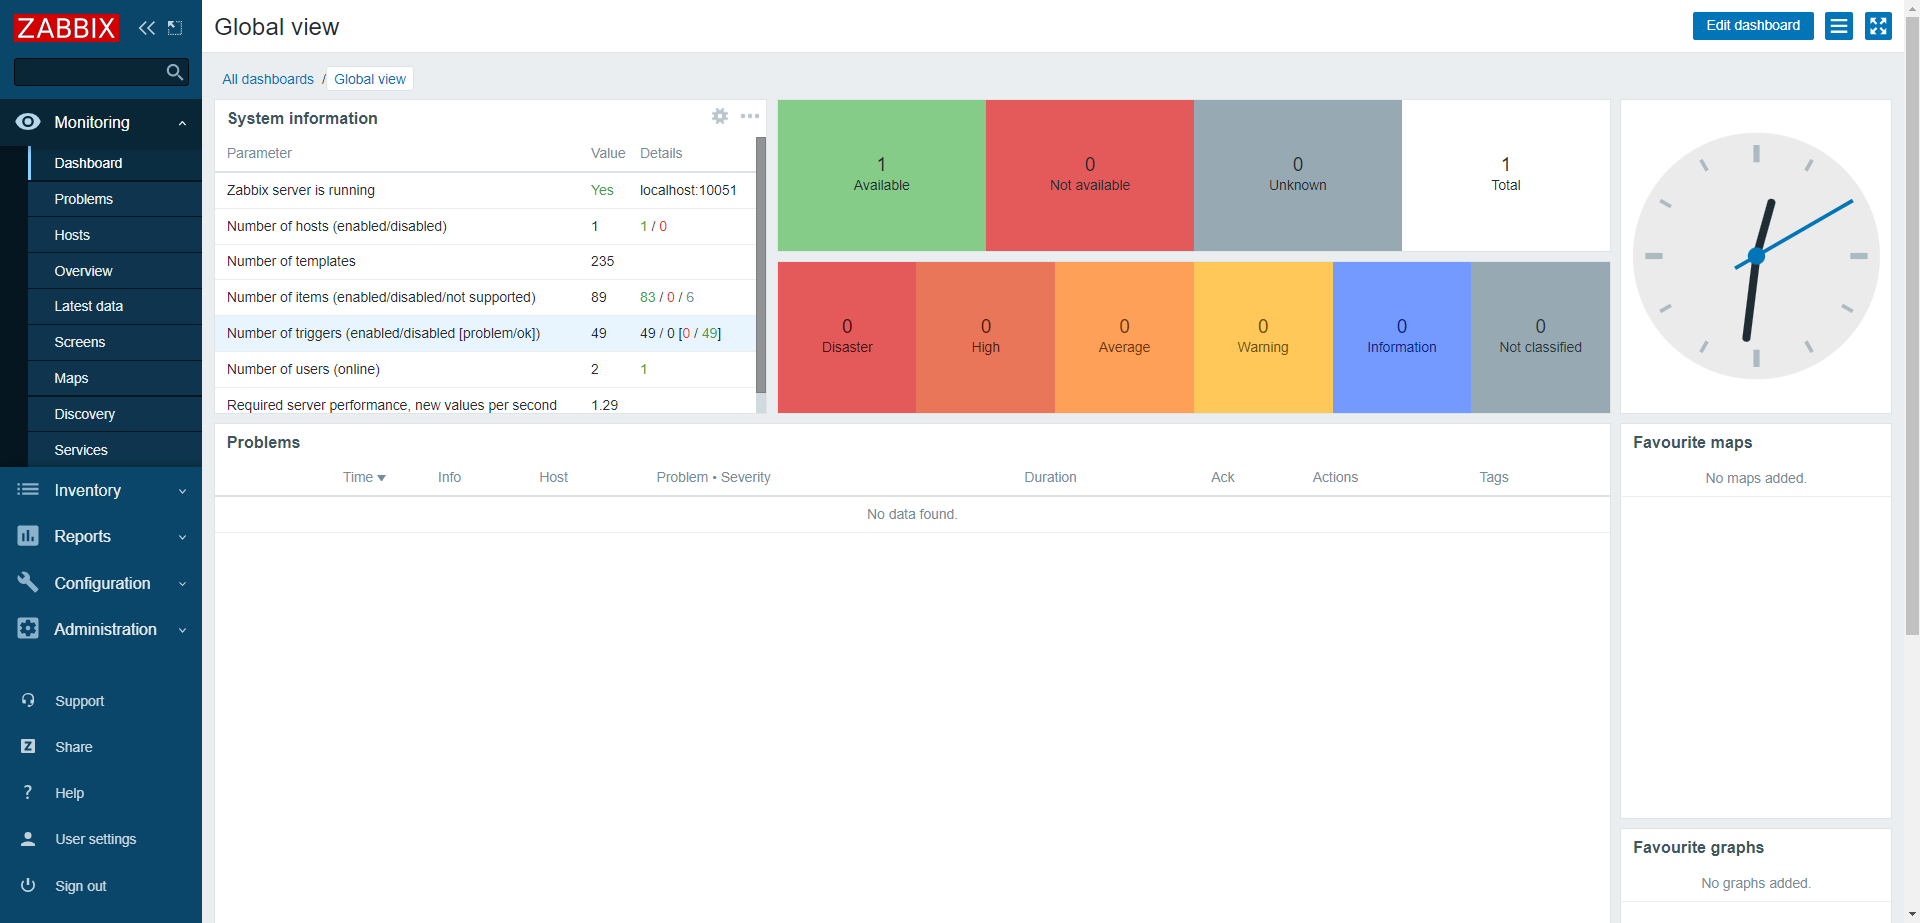 ZABBIX
Global view
Edit dashboard
All dashboards / Global view
Monitoring
Dashboard
Problems
Hosts
Overview
Latest data
Screens
Maps
Discovery
Services
Inventory
Reports
Configuration
Administration
Support
Z Share
? Help
User settings
Sign out
System information
Parameter Value Details
Zabbix server is running Yes localhost:10051
Number of hosts (enabled/disabled) 1 1 / 0
Number of templates 235
Number of items (enabled/disabled/not supported) 89 83 / 0 / 6
Number of triggers (enabled/disabled [problem/ok]) 49 49 / 0 [0 / 49]
Number of users (online) 2 1
Required server performance, new values per second 1.29
1 0 0 1
Available Not available Unknown Total
0 0 0 0 0 0
Disaster High Average Warning Information Not classified
Problems
Time Info Host Problem • Severity Duration Ack Actions Tags
No data found.
Favourite maps
No maps added.
Favourite graphs
No graphs added.